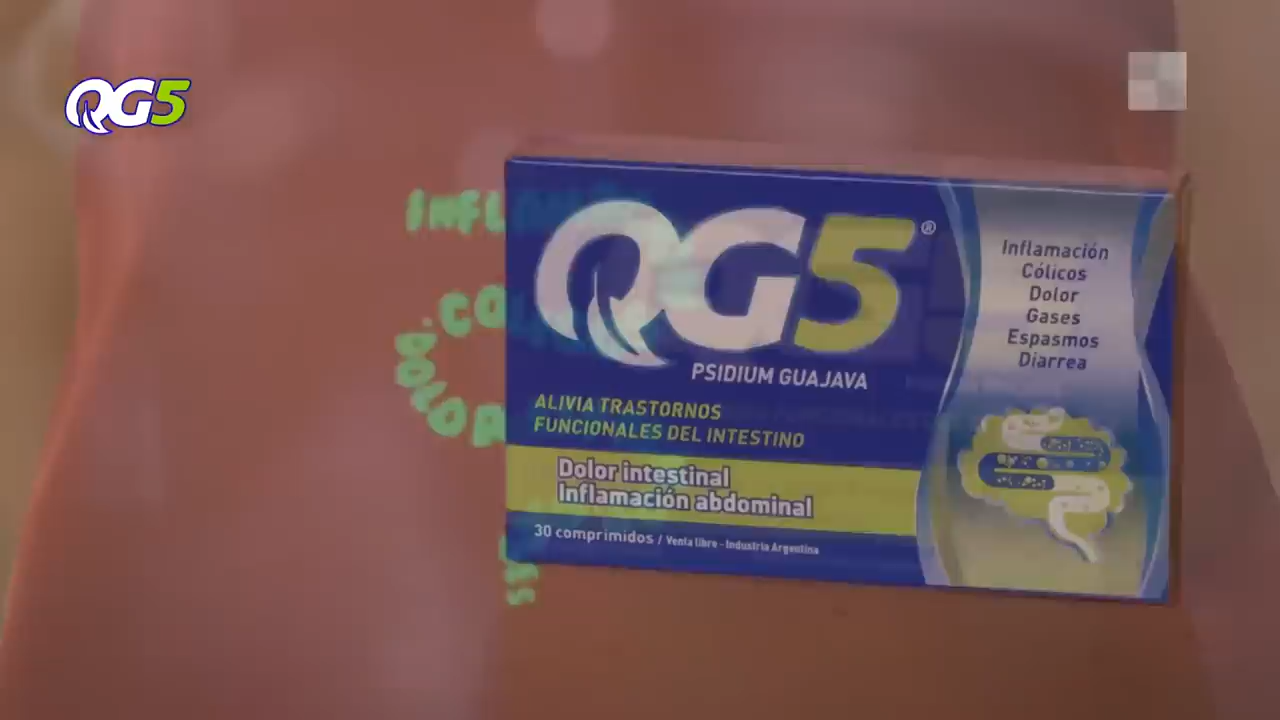 QG5
QG5®
PSIDIUM GUAJAVA
ALIVIA TRASTORNOS
FUNCIONALES DEL INTESTINO
Dolor intestinal
Inflamación abdominal
30 comprimidos / Venta libre - Industria Argentina
Inflamación
Cólicos
Dolor
Gases
Espasmos
Diarrea
DOLOR